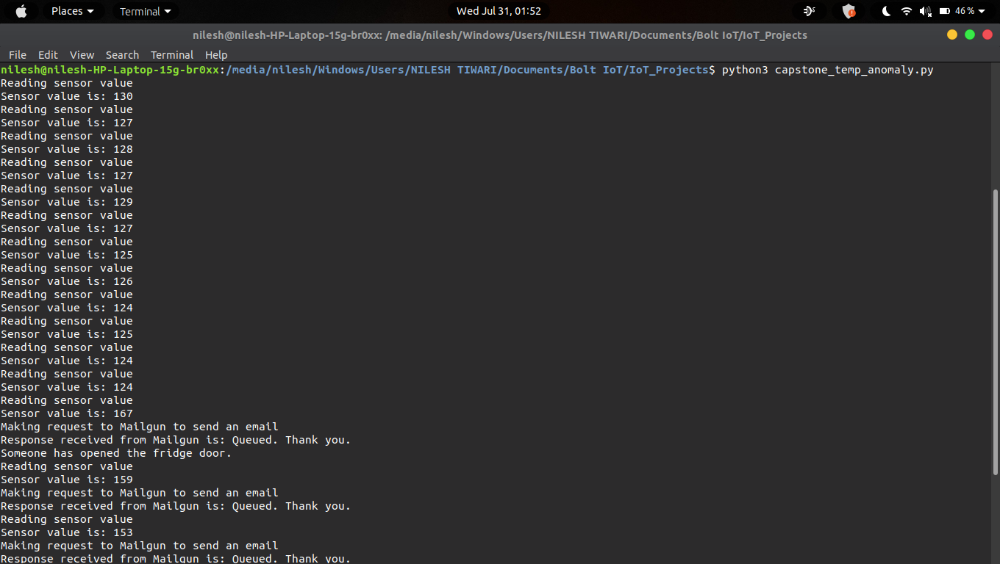 Places Terminal Wed Jul 31, 01:52 46 %
nilesh@nilesh-HP-Laptop-15g-br0xx: /media/nilesh/Windows/Users/NILESH TIWARI/Documents/Bolt IoT/IoT_Projects
File Edit View Search Terminal Help
nilesh@nilesh-HP-Laptop-15g-br0xx:/media/nilesh/Windows/Users/NILESH TIWARI/Documents/Bolt IoT/IoT_Projects$ python3 capstone_temp_anomaly.py
Reading sensor value
Sensor value is: 130
Reading sensor value
Sensor value is: 127
Reading sensor value
Sensor value is: 128
Reading sensor value
Sensor value is: 127
Reading sensor value
Sensor value is: 129
Reading sensor value
Sensor value is: 127
Reading sensor value
Sensor value is: 125
Reading sensor value
Sensor value is: 126
Reading sensor value
Sensor value is: 124
Reading sensor value
Sensor value is: 125
Reading sensor value
Sensor value is: 124
Reading sensor value
Sensor value is: 124
Reading sensor value
Sensor value is: 167
Making request to Mailgun to send an email
Response received from Mailgun is: Queued. Thank you.
Someone has opened the fridge door.
Reading sensor value
Sensor value is: 159
Making request to Mailgun to send an email
Response received from Mailgun is: Queued. Thank you.
Reading sensor value
Sensor value is: 153
Making request to Mailgun to send an email
Response received from Mailgun is: Queued. Thank you.